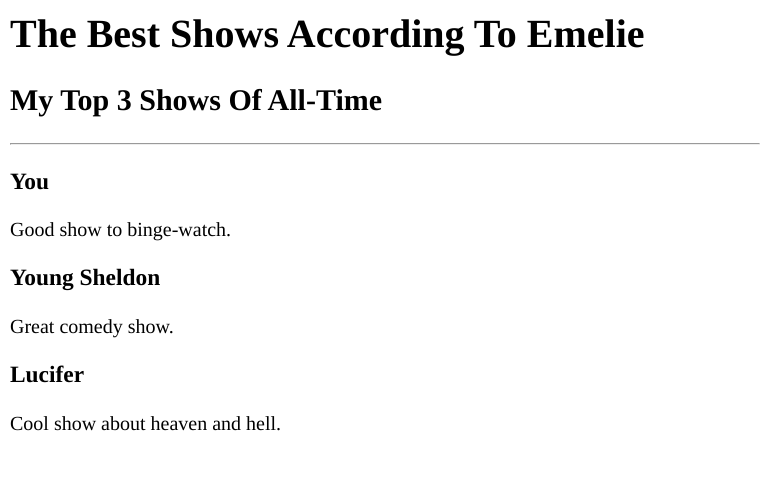 The Best Shows According To Emelie
My Top 3 Shows Of All-Time
You
Good show to binge-watch.
Young Sheldon
Great comedy show.
Lucifer
Cool show about heaven and hell.